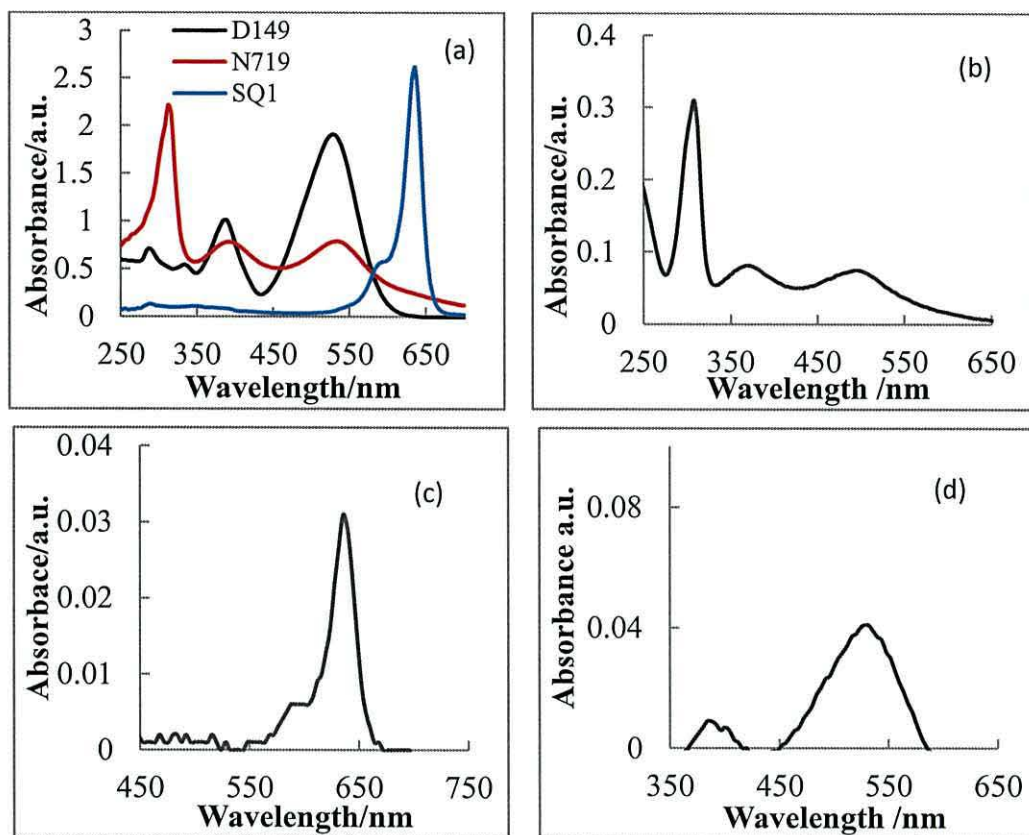 D149
N719
SQ1
(a)
3
2.5
2
1.5
1
0.5
0
Absorbance/a.u.
250 350 450 550 650
Wavelength/nm
(b)
0.4
0.3
0.2
0.1
0
Absorbance/a.u.
250 350 450 550 650
Wavelength /nm
(c)
0.04
0.03
0.02
0.01
0
Absorbace/a.u.
450 550 650 750
Wavelength/nm
(d)
0.08
0.04
0
Absorbance a.u.
350 450 550 650
Wavelength /nm